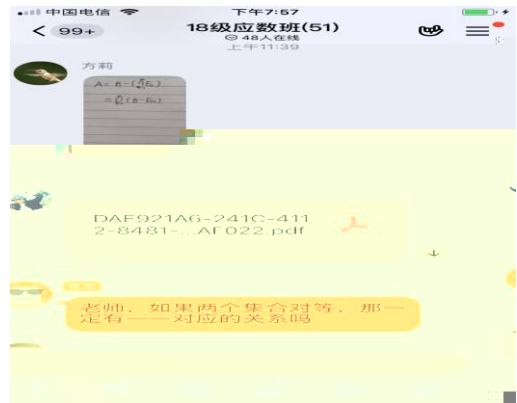 中国电信 下午7:57
< 99+ 18级应数班(51)
48人在线
上午11:39
方莉
DAF921A6-241C-411
2-8481-...AF022.pdf
老师，如果两个集合对等，那一
定有一一对应的关系吗